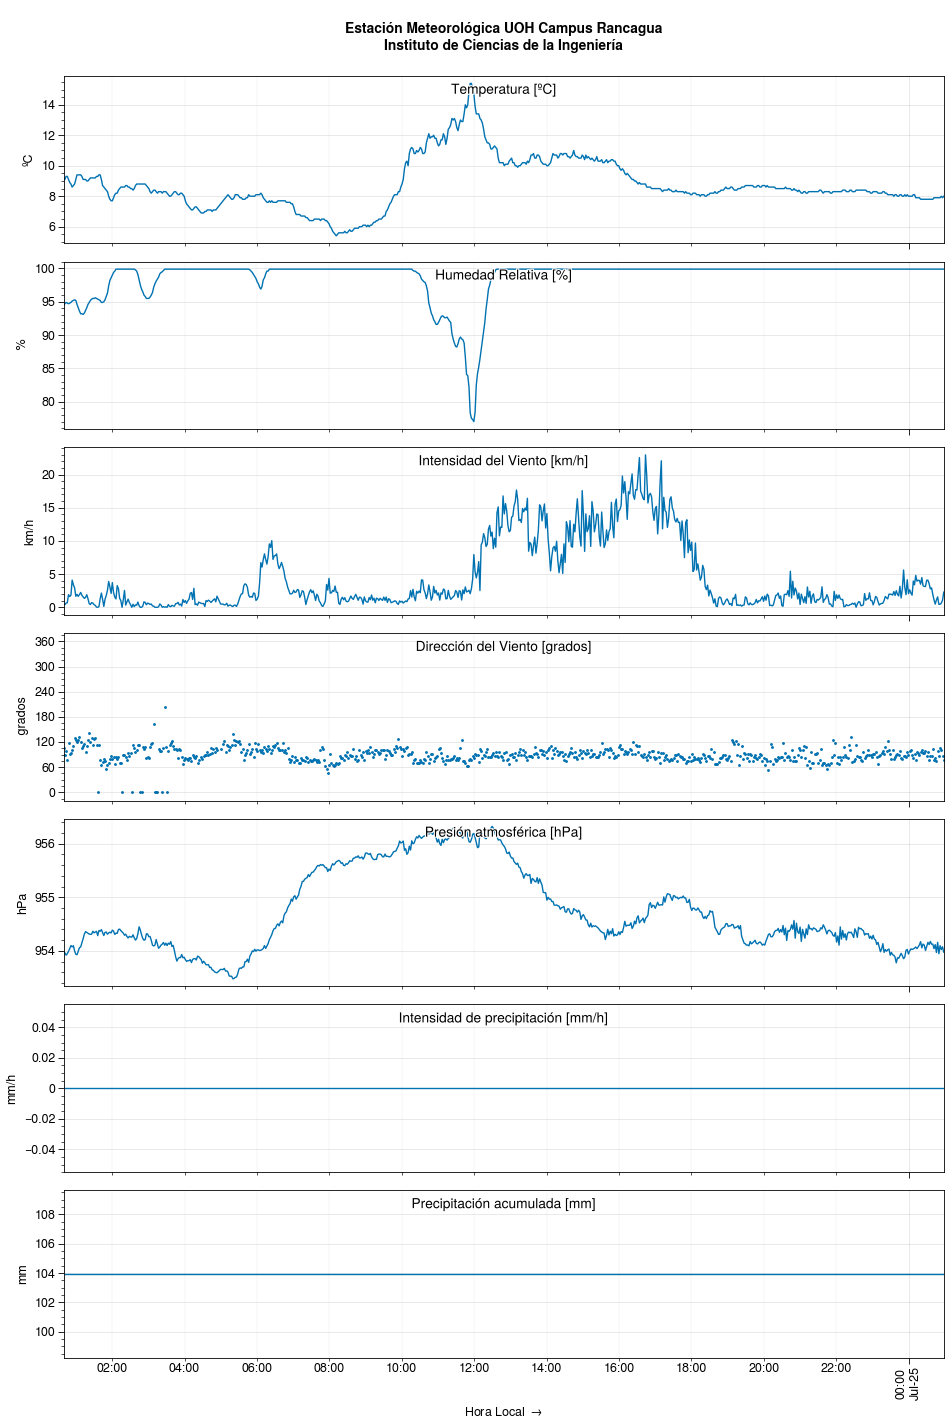 Estación Meteorológica UOH Campus Rancagua
Instituto de Ciencias de la Ingeniería
Temperatura [ºC]
ºC
14
12
10
8
6
Humedad Relativa [%]
%
100
95
90
85
80
Intensidad del Viento [km/h]
km/h
20
15
10
5
0
Dirección del Viento [grados]
grados
360
300
240
180
120
60
0
Presión atmosférica [hPa]
hPa
956
955
954
Intensidad de precipitación [mm/h]
mm/h
0.04
0.02
0
−0.02
−0.04
Precipitación acumulada [mm]
mm
108
106
104
102
100
02:00 04:00 06:00 08:00 10:00 12:00 14:00 16:00 18:00 20:00 22:00
00:00
Jul-25
Hora Local →